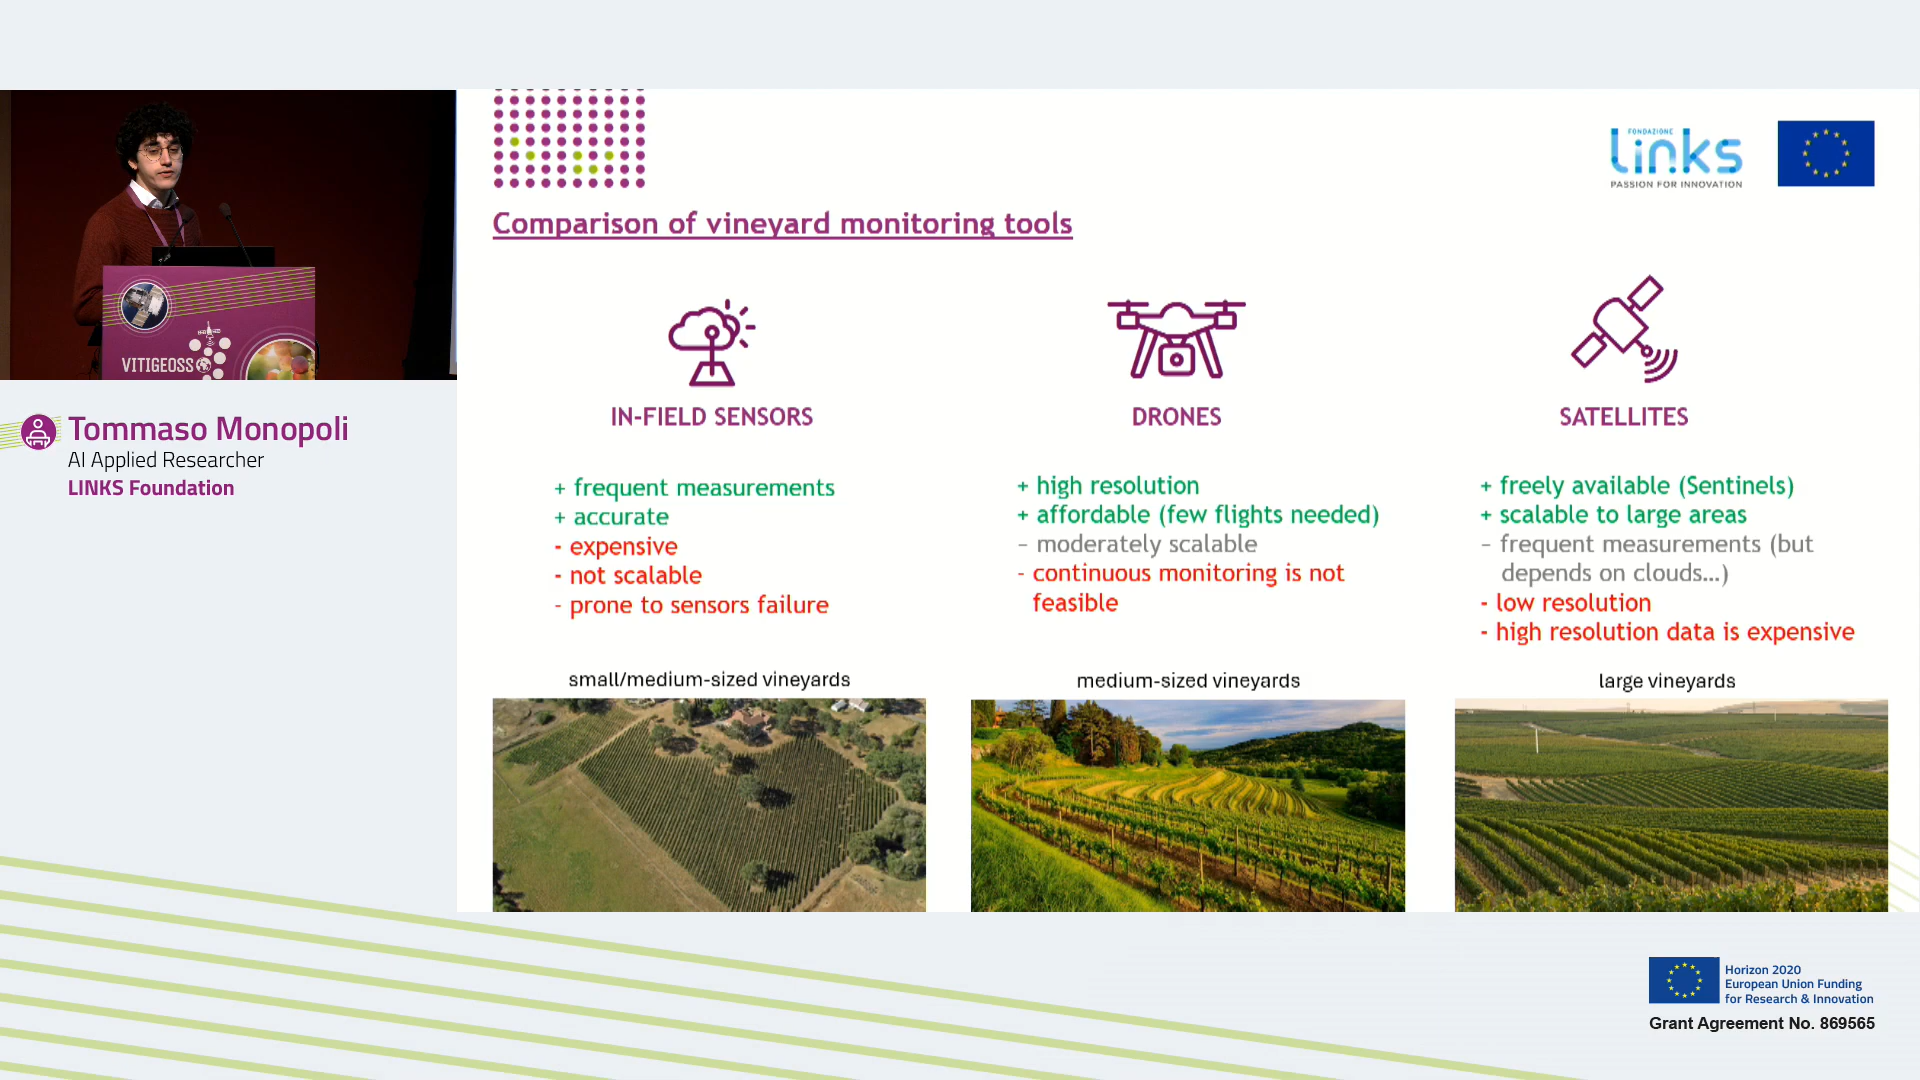 VITIGEOSS
Tommaso Monopoli
AI Applied Researcher
LINKS Foundation
FONDAZIONE
Links
PASSION FOR INNOVATION
Comparison of vineyard monitoring tools
IN-FIELD SENSORS
+ frequent measurements
+ accurate
- expensive
- not scalable
- prone to sensors failure
small/medium-sized vineyards
DRONES
+ high resolution
+ affordable (few flights needed)
– moderately scalable
- continuous monitoring is not
feasible
medium-sized vineyards
SATELLITES
+ freely available (Sentinels)
+ scalable to large areas
– frequent measurements (but
depends on clouds...)
- low resolution
- high resolution data is expensive
large vineyards
Horizon 2020
European Union Funding
for Research & Innovation
Grant Agreement No. 869565